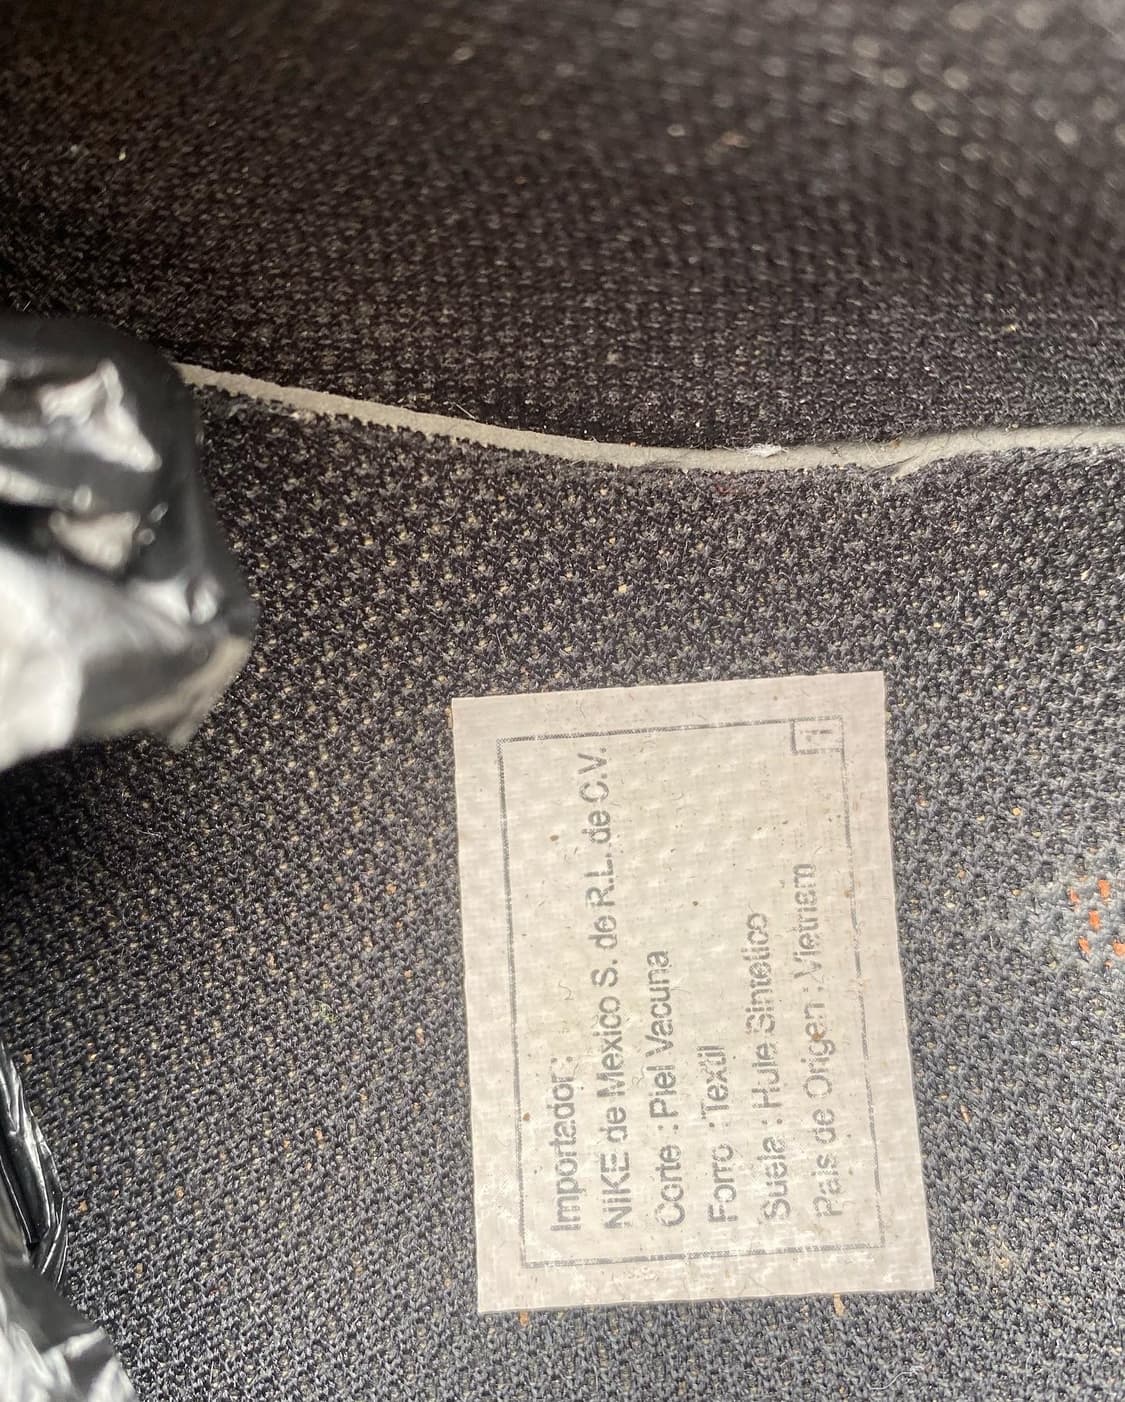 Importador :
NIKE de Mexico S. de R.L. de C.V.
Corte : Piel Vacuna
Forro : Textil
Suela : Hule Sintetico
Pais de Origen : Vietnam